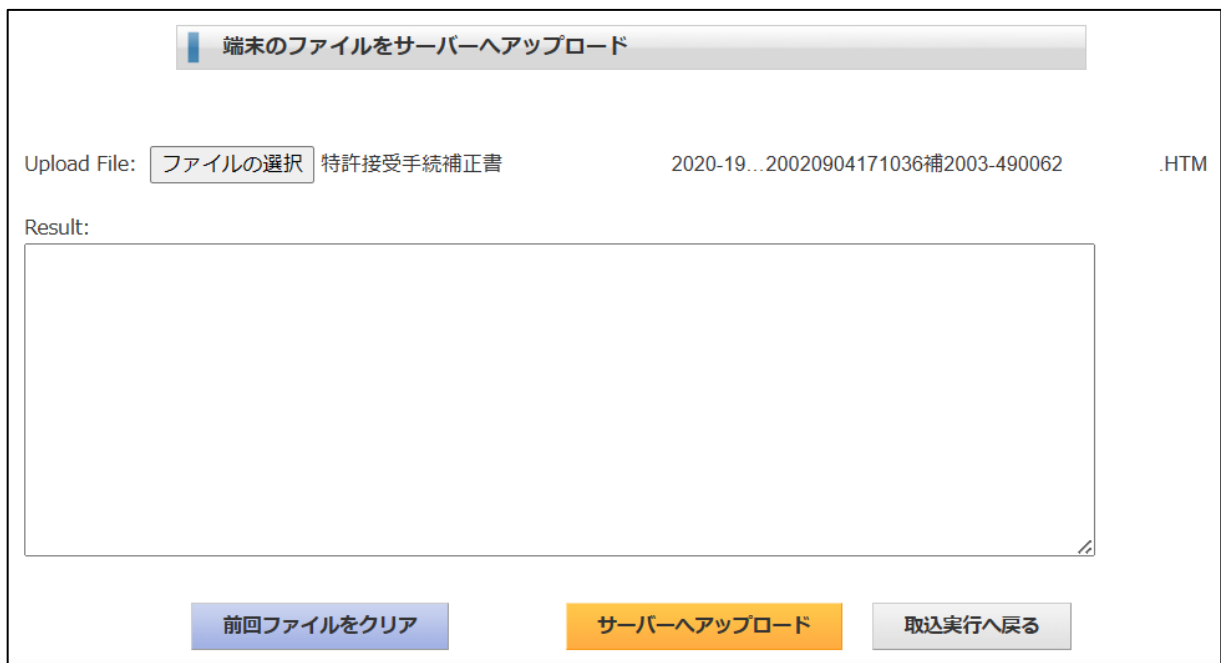 端末のファイルをサーバーへアップロード
Upload File: ファイルの選択 特許接受手続補正書 2020-19…20020904171036補2003-490062 .HTM
Result:
前回ファイルをクリア サーバーへアップロード 取込実行へ戻る